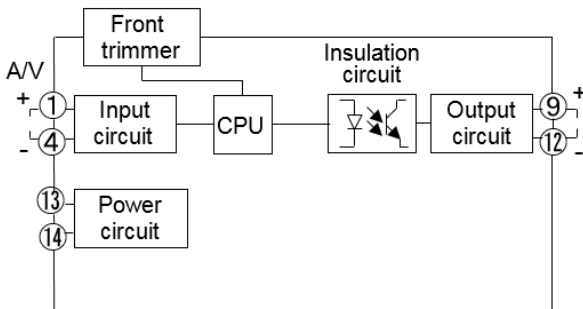 Front
trimmer
A/V
Insulation
circuit
+
1
Input
circuit
CPU
Output
circuit
9
+
-
4
12
-
13
Power
circuit
14